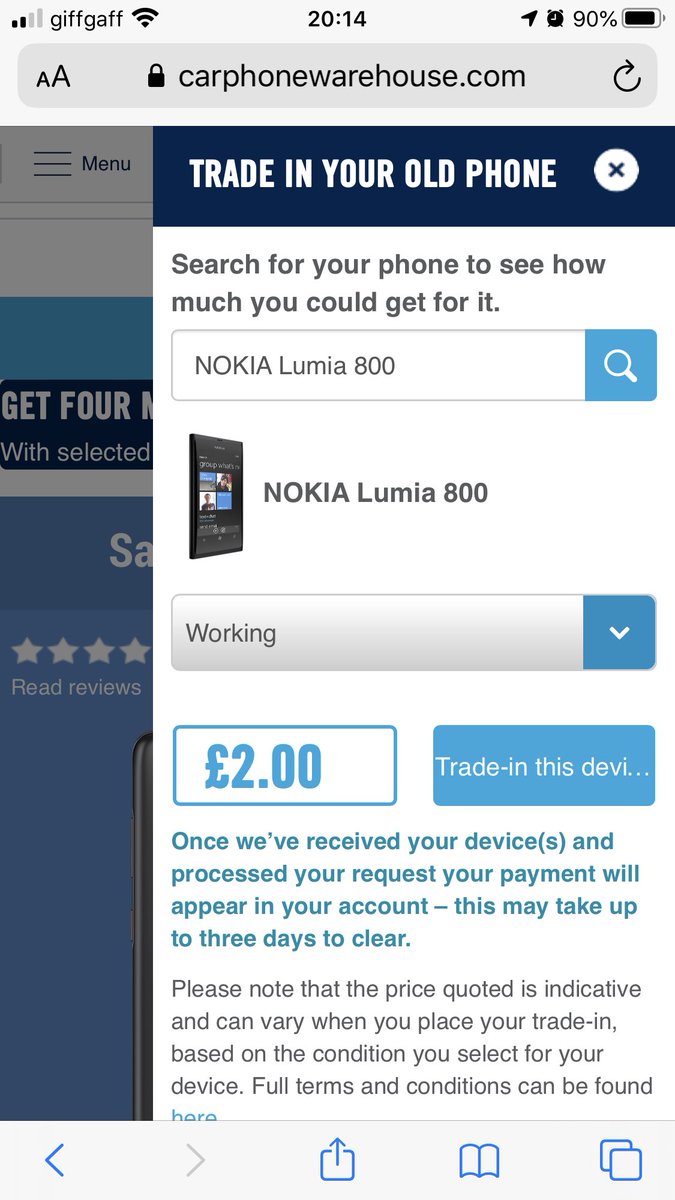 giffgaff 20:14 90%
AA carphonewarehouse.com
Menu
TRADE IN YOUR OLD PHONE
Search for your phone to see how
much you could get for it.
NOKIA Lumia 800
NOKIA Lumia 800
Working
£2.00
Trade-in this devi...
Once we’ve received your device(s) and
processed your request your payment will
appear in your account – this may take up
to three days to clear.
Please note that the price quoted is indicative
and can vary when you place your trade-in,
based on the condition you select for your
device. Full terms and conditions can be found
here
GET FOUR
With selected
Sa
Read reviews